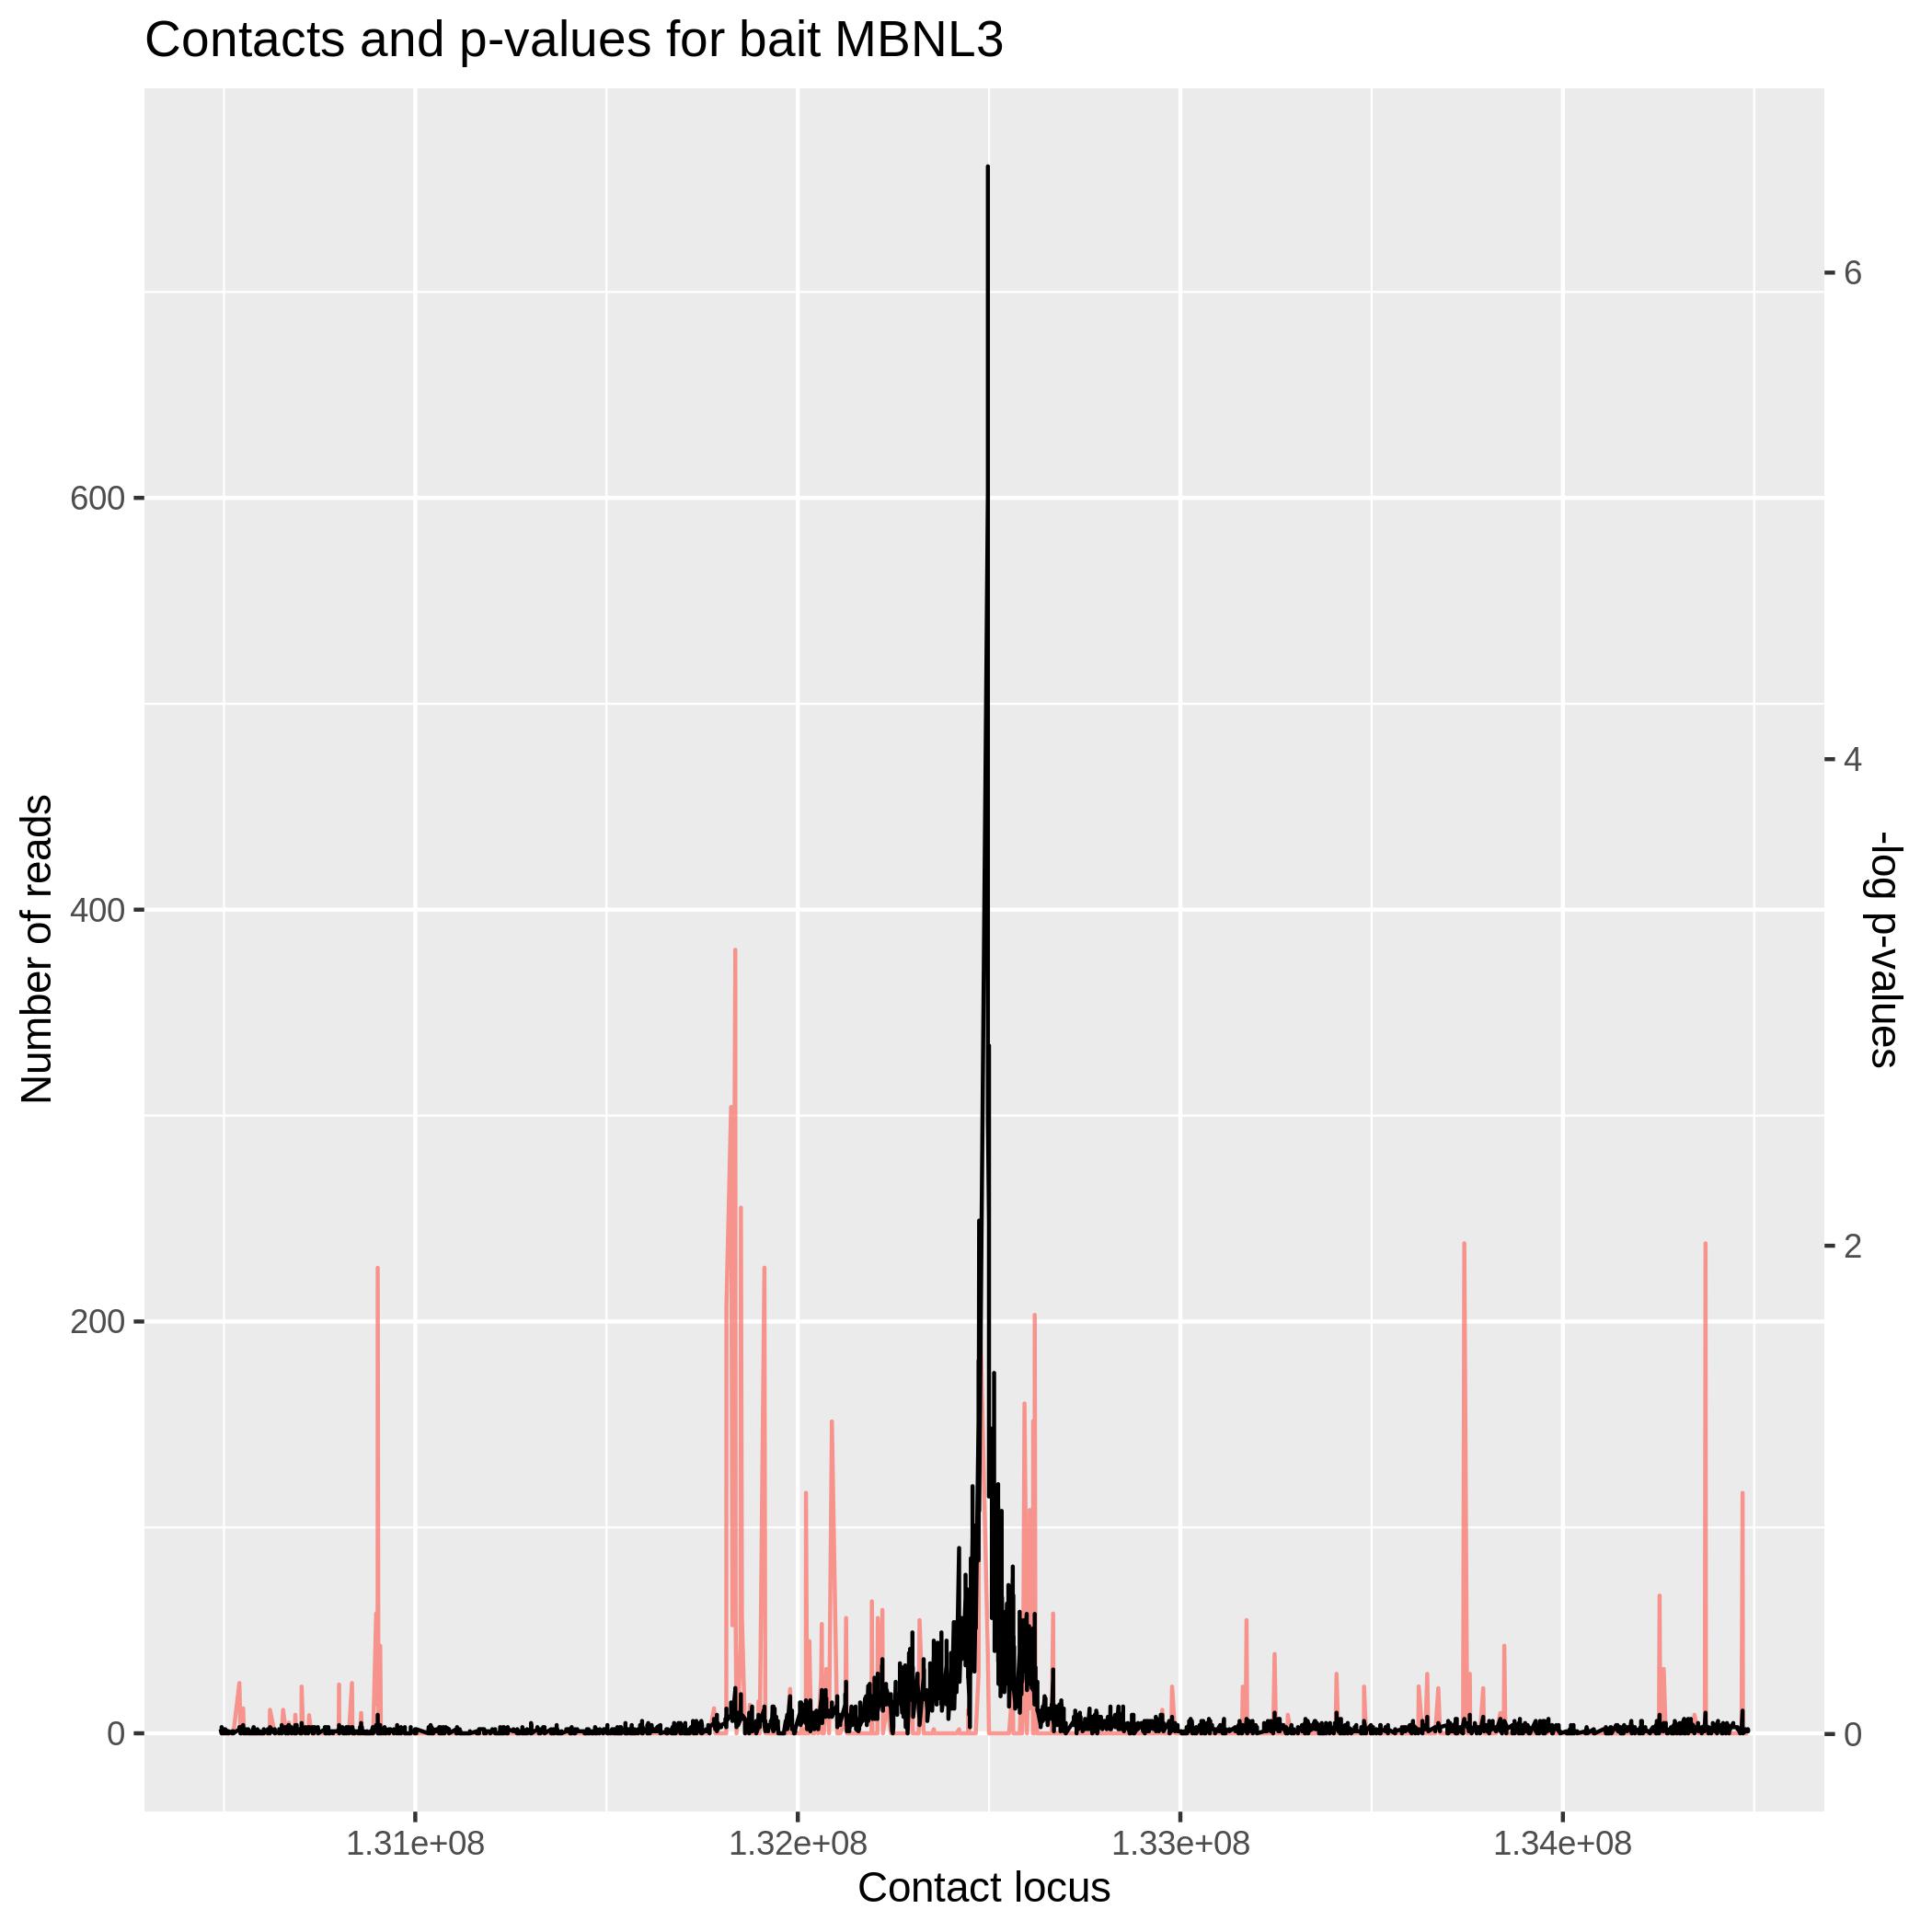 Contacts and p-values for bait MBNL3
Number of reads
600
400
200
0
6
4
2
0
-log p-values
1.31e+08
1.32e+08
1.33e+08
1.34e+08
Contact locus